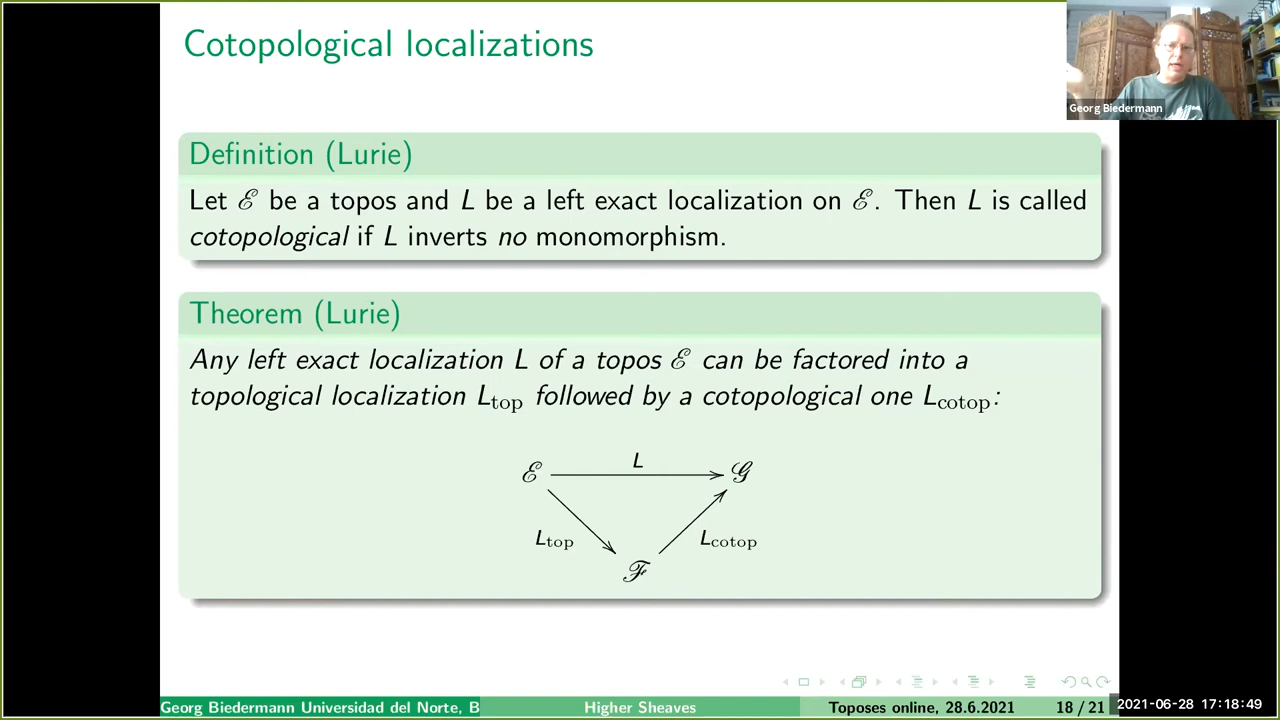 Cotopological localizations
Georg Biedermann
Definition (Lurie)
Let ℰ be a topos and L be a left exact localization on ℰ. Then L is called
cotopological if L inverts no monomorphism.
Theorem (Lurie)
Any left exact localization L of a topos ℰ can be factored into a
topological localization L_top followed by a cotopological one L_cotop:
L
ℰ 𝒢
L_top L_cotop
ℱ
Georg Biedermann Universidad del Norte, B Higher Sheaves Toposes online, 28.6.2021 18 / 21 2021-06-28 17:18:49